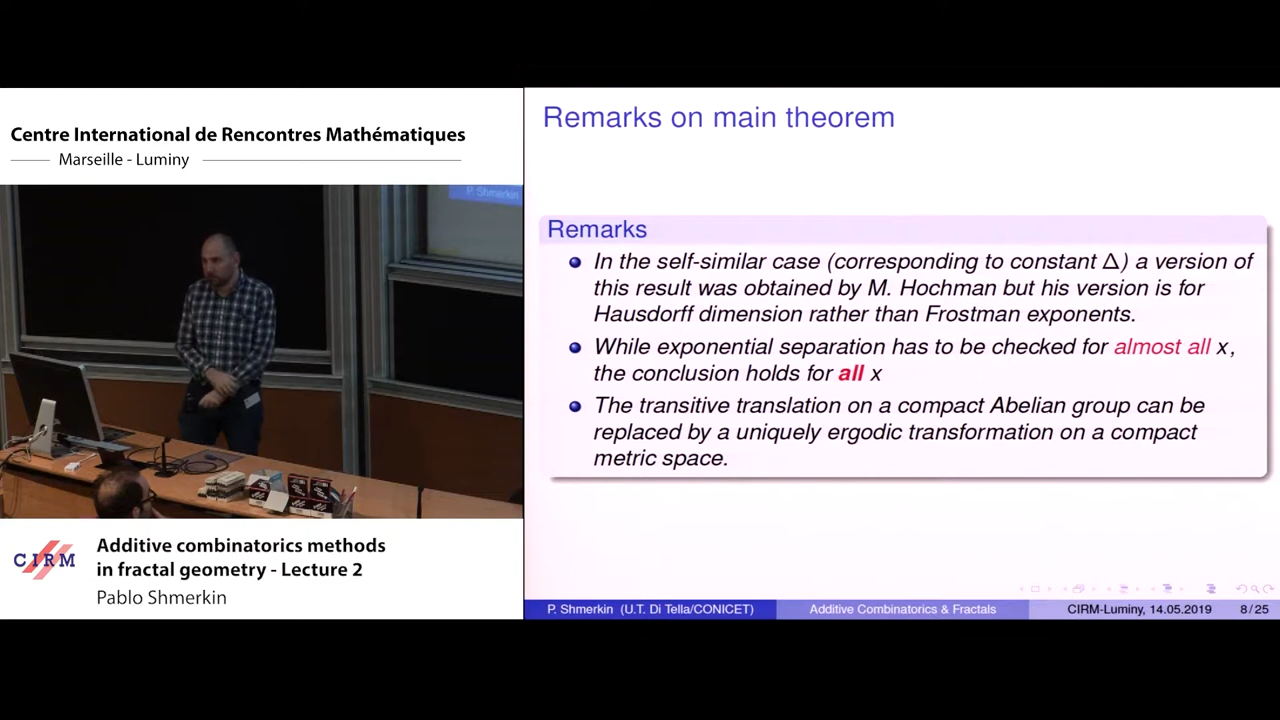 Centre International de Rencontres Mathématiques
Marseille - Luminy
P. Shmerkin
CIRM
Additive combinatorics methods
in fractal geometry - Lecture 2
Pablo Shmerkin
Remarks on main theorem
Remarks
In the self-similar case (corresponding to constant Δ) a version of
this result was obtained by M. Hochman but his version is for
Hausdorff dimension rather than Frostman exponents.
While exponential separation has to be checked for almost all x,
the conclusion holds for all x
The transitive translation on a compact Abelian group can be
replaced by a uniquely ergodic transformation on a compact
metric space.
P. Shmerkin (U.T. Di Tella/CONICET) Additive Combinatorics & Fractals CIRM-Luminy, 14.05.2019 8 / 25